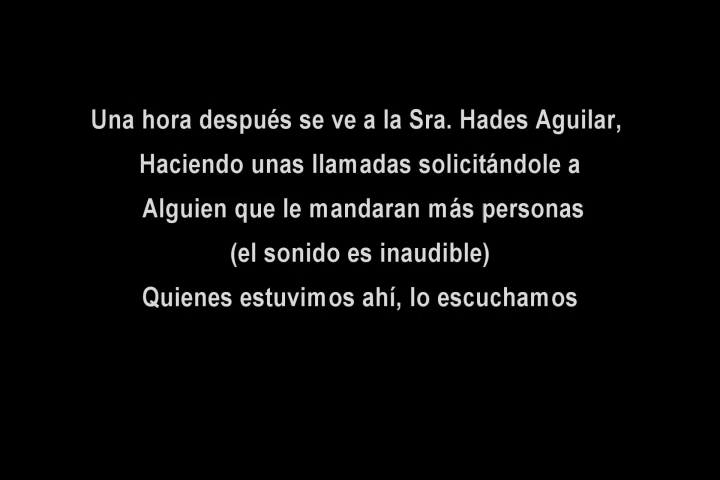 Una hora después se ve a la Sra. Hades Aguilar,
Haciendo unas llamadas solicitándole a
Alguien que le mandaran más personas
(el sonido es inaudible)
Quienes estuvimos ahí, lo escuchamos